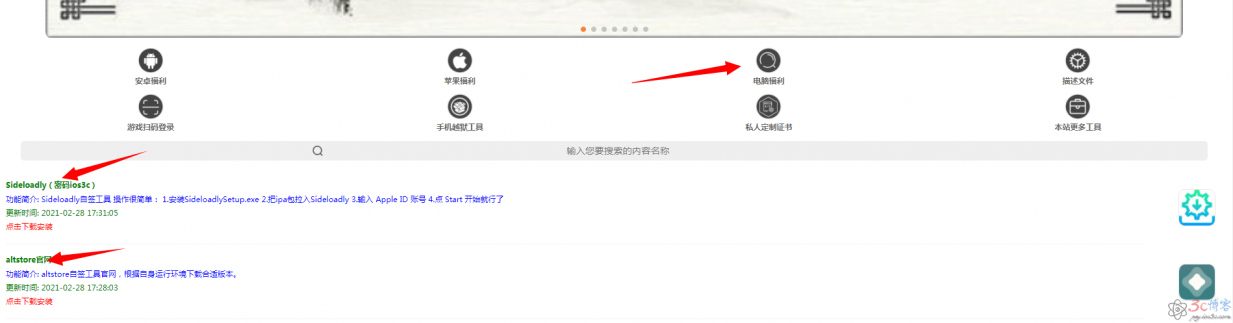 安卓福利 苹果福利 电脑福利 描述文件
游戏扫码登录 手机越狱工具 私人定制证书 本站更多工具
输入您要搜索的内容名称
Sideloadly（密码ios3c）
功能简介: Sideloadly自签工具 操作很简单： 1.安装SideloadlySetup.exe 2.把ipa包拉入Sideloadly 3.输入 Apple ID 账号 4.点 Start 开始就行了
更新时间: 2021-02-28 17:31:05
点击下载安装
altstore官网
功能简介: altstore自签工具官网，根据自身运行环境下载合适版本。
更新时间: 2021-02-28 17:28:03
点击下载安装
3c博客